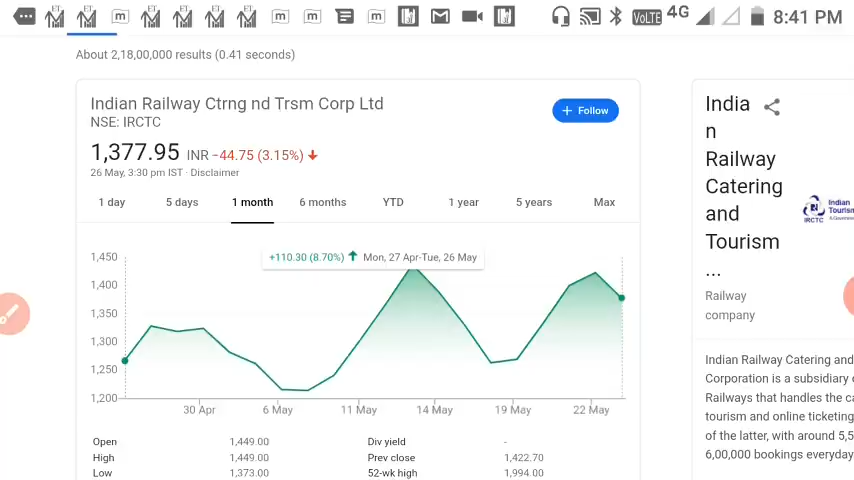 VoLTE 4G 8:41 PM
About 2,18,00,000 results (0.41 seconds)
Indian Railway Ctrng nd Trsm Corp Ltd
NSE: IRCTC
+ Follow
1,377.95 INR −44.75 (3.15%)
26 May, 3:30 pm IST · Disclaimer
1 day 5 days 1 month 6 months YTD 1 year 5 years Max
+110.30 (8.70%) Mon, 27 Apr-Tue, 26 May
1,450
1,400
1,350
1,300
1,250
1,200
30 Apr 6 May 11 May 14 May 19 May 22 May
Open 1,449.00 Div yield -
High 1,449.00 Prev close 1,422.70
Low 1,373.00 52-wk high 1,994.00
India
n
Railway
Catering
and
Tourism
...
Indian
Tourism
IRCTC
Railway
company
Indian Railway Catering and
Corporation is a subsidiary
Railways that handles the
tourism and online ticketing
of the latter, with around 5,5
6,00,000 bookings everyday